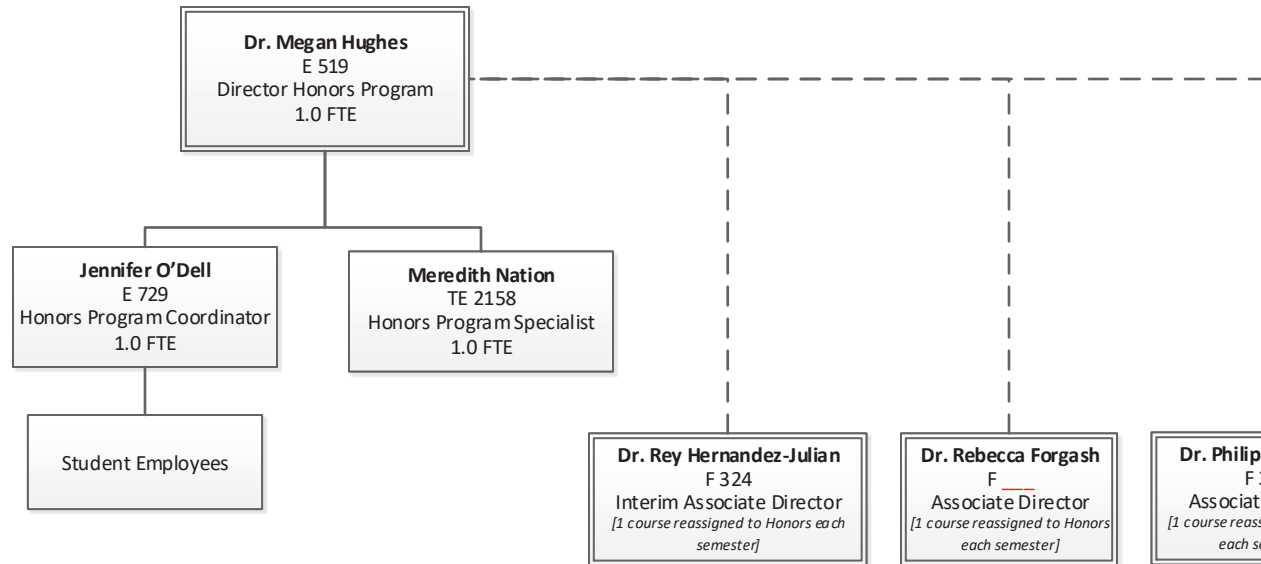 Dr. Megan Hughes
E 519
Director Honors Program
1.0 FTE
Jennifer O’Dell
E 729
Honors Program Coordinator
1.0 FTE
Meredith Nation
TE 2158
Honors Program Specialist
1.0 FTE
Student Employees
Dr. Rey Hernandez-Julian
F 324
Interim Associate Director
[1 course reassigned to Honors each
semester]
Dr. Rebecca Forgash
F ___
Associate Director
[1 course reassigned to Honors
each semester]
Dr. Philip
F
[1 course
each